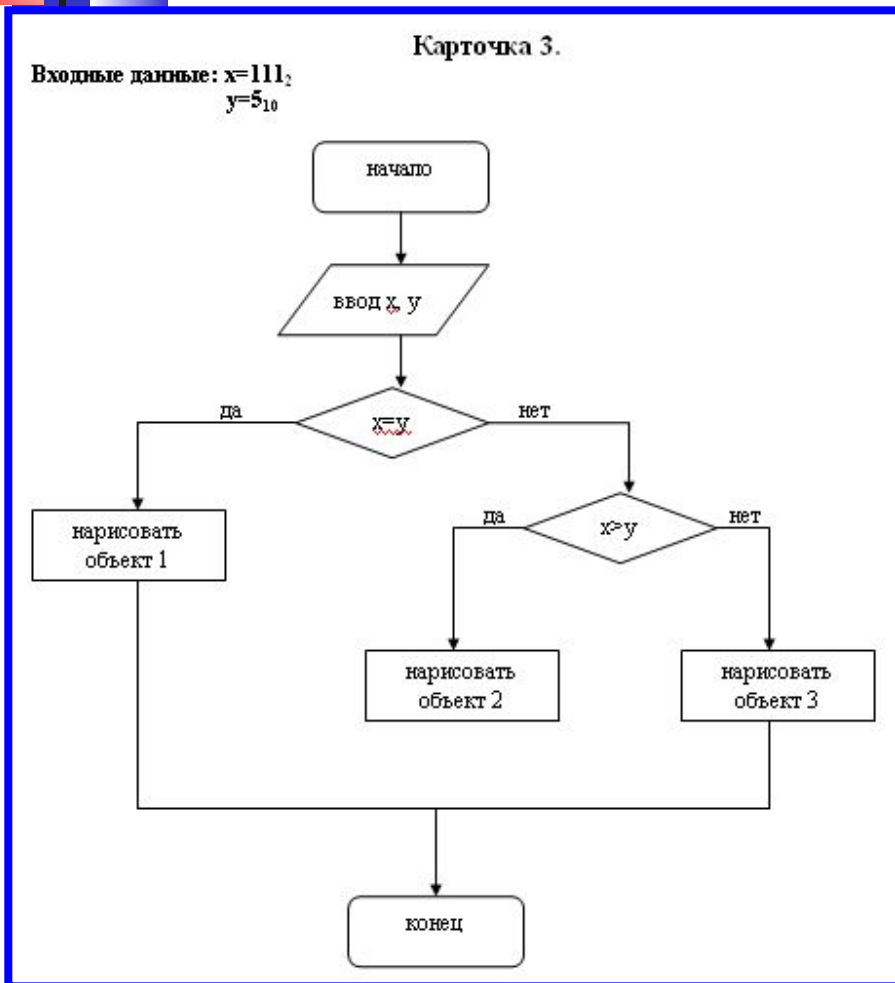 Карточка 3.
Входные данные: x=111₂
y=5₁₀
начало
ввод x, y
x=y
да
нет
нарисовать
объект 1
x>y
да
нет
нарисовать
объект 2
нарисовать
объект 3
конец